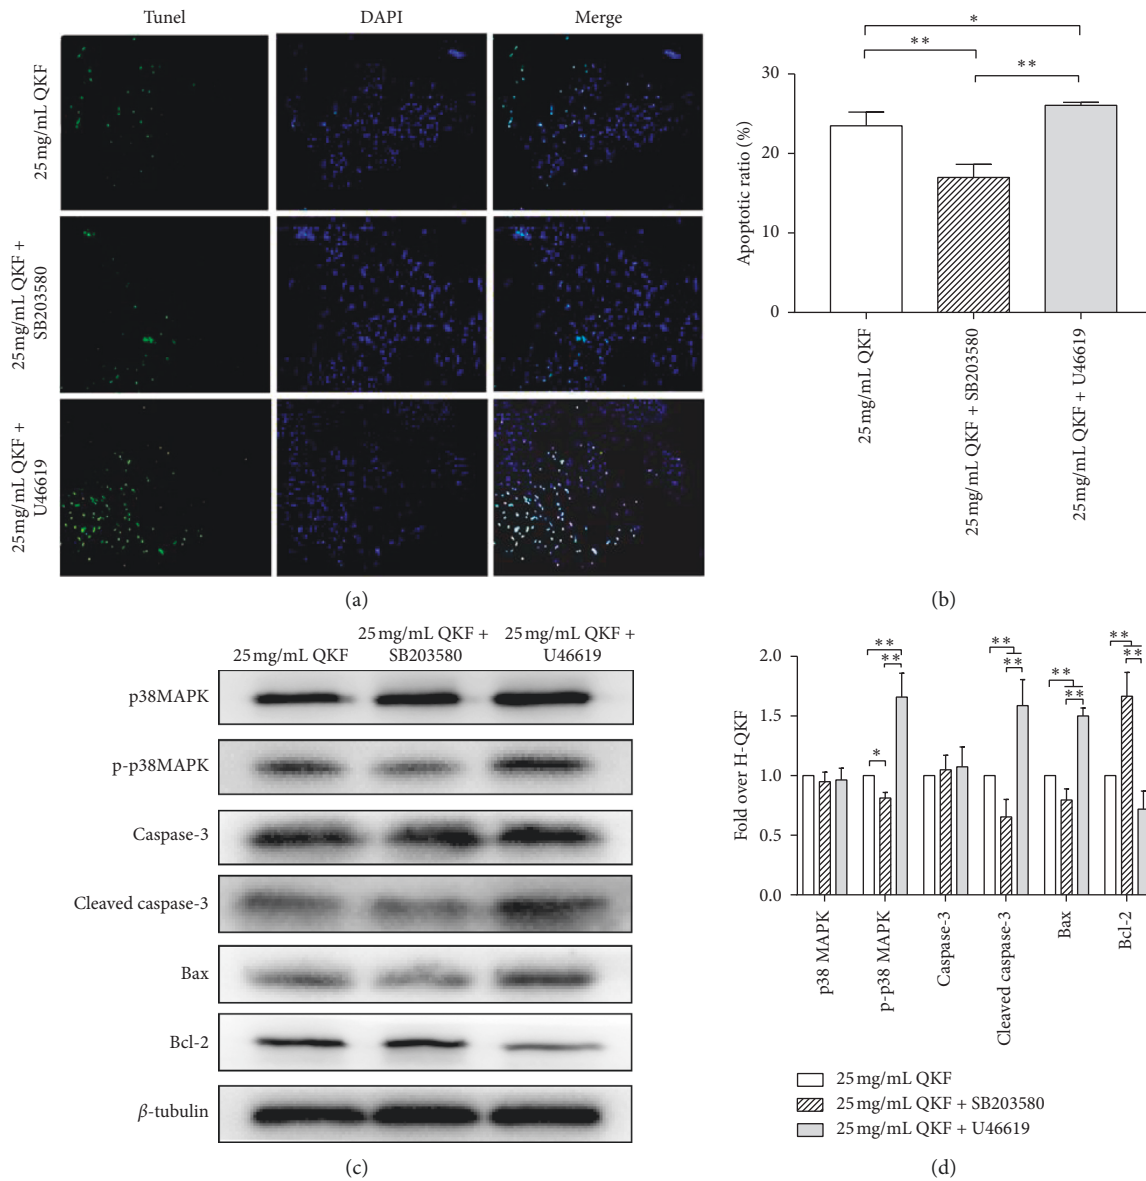 Tunel DAPI Merge
25 mg/mL QKF
25 mg/mL QKF +
SB203580
25 mg/mL QKF +
U46619
(a)
*
**
**
30
20
10
0
Apoptotic ratio (%)
25 mg/mL QKF
25 mg/mL QKF + SB203580
25 mg/mL QKF + U46619
(b)
25 mg/mL QKF
25 mg/mL QKF +
SB203580
25 mg/mL QKF +
U46619
p38MAPK
p-p38MAPK
Caspase-3
Cleaved caspase-3
Bax
Bcl-2
β-tubulin
(c)
2.0
1.5
1.0
0.5
0.0
Fold over H-QKF
**
**
*
**
**
**
**
**
**
p38 MAPK
p-p38 MAPK
Caspase-3
Cleaved caspase-3
Bax
Bcl-2
25 mg/mL QKF
25 mg/mL QKF + SB203580
25 mg/mL QKF + U46619
(d)